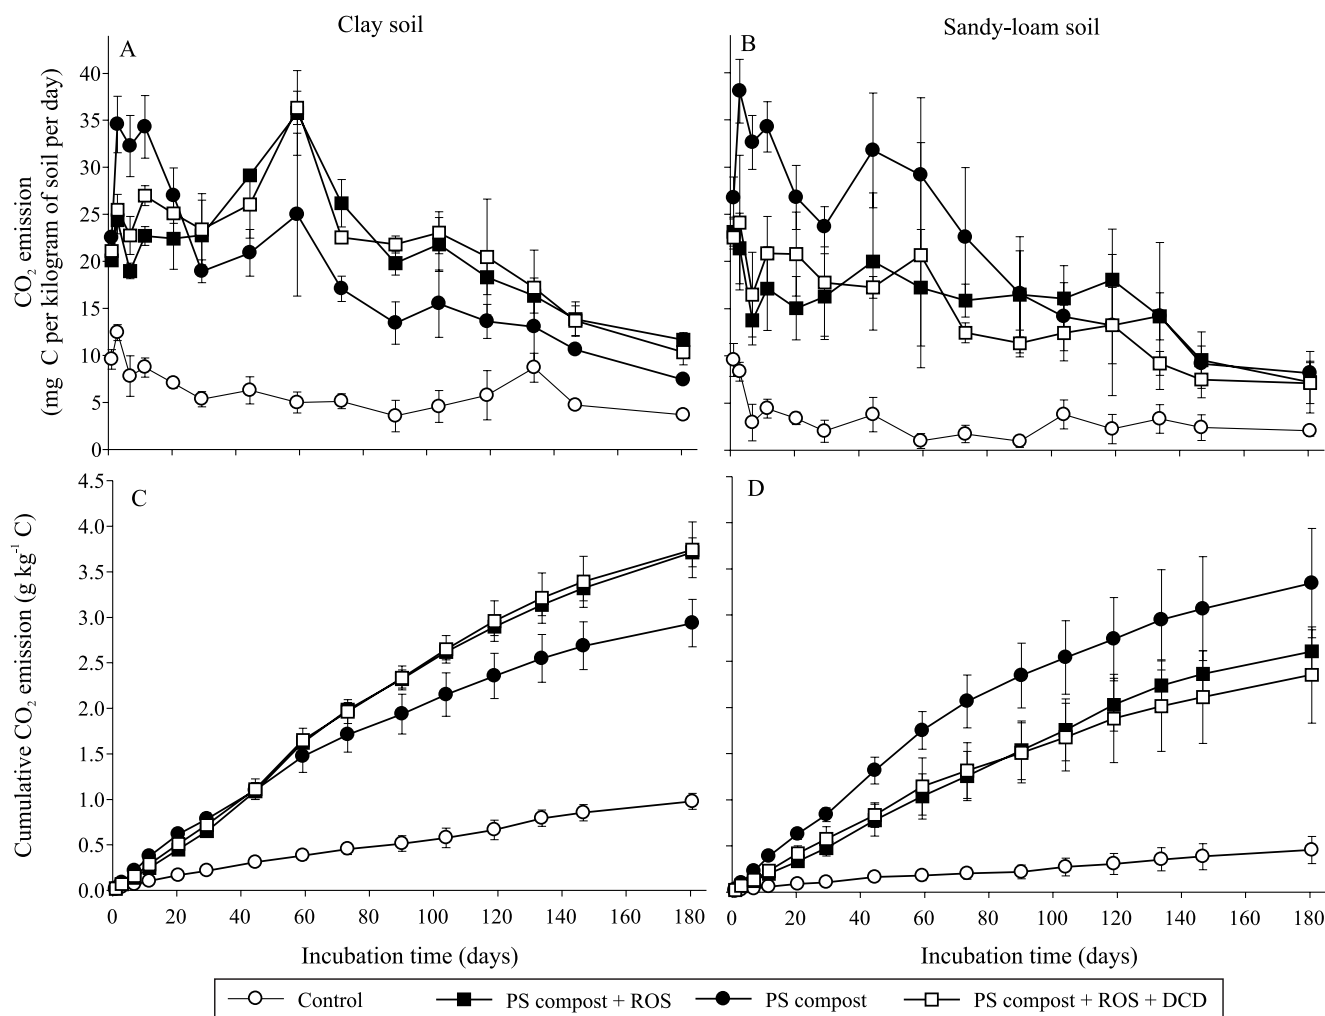 Clay soil
Sandy-loam soil
A
B
CO₂ emission
(mg C per kilogram of soil per day)
40
35
30
25
20
15
10
5
0
C
D
Cumulative CO₂ emission (g kg⁻¹ C)
4.5
4.0
3.5
3.0
2.5
2.0
1.5
1.0
0.5
0.0
0 20 40 60 80 100 120 140 160 180
0 20 40 60 80 100 120 140 160 180
Incubation time (days)
Incubation time (days)
Control PS compost + ROS PS compost PS compost + ROS + DCD